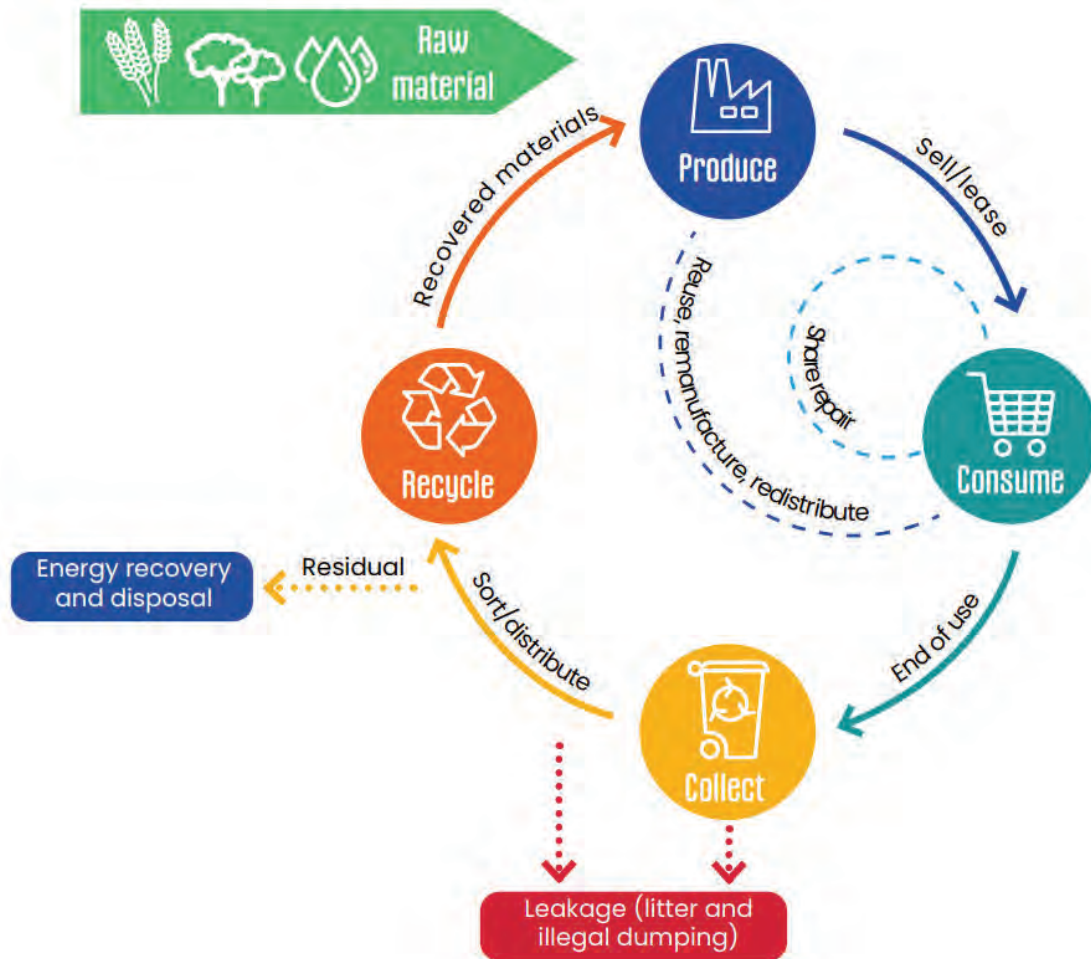 Raw
material
Recovered materials
Produce
Sell/lease
Reuse, remanufacture, redistribute
Share repair
Recycle
Consume
Energy recovery
and disposal
Residual
Sort/distribute
End of use
Collect
Leakage (litter and
illegal dumping)